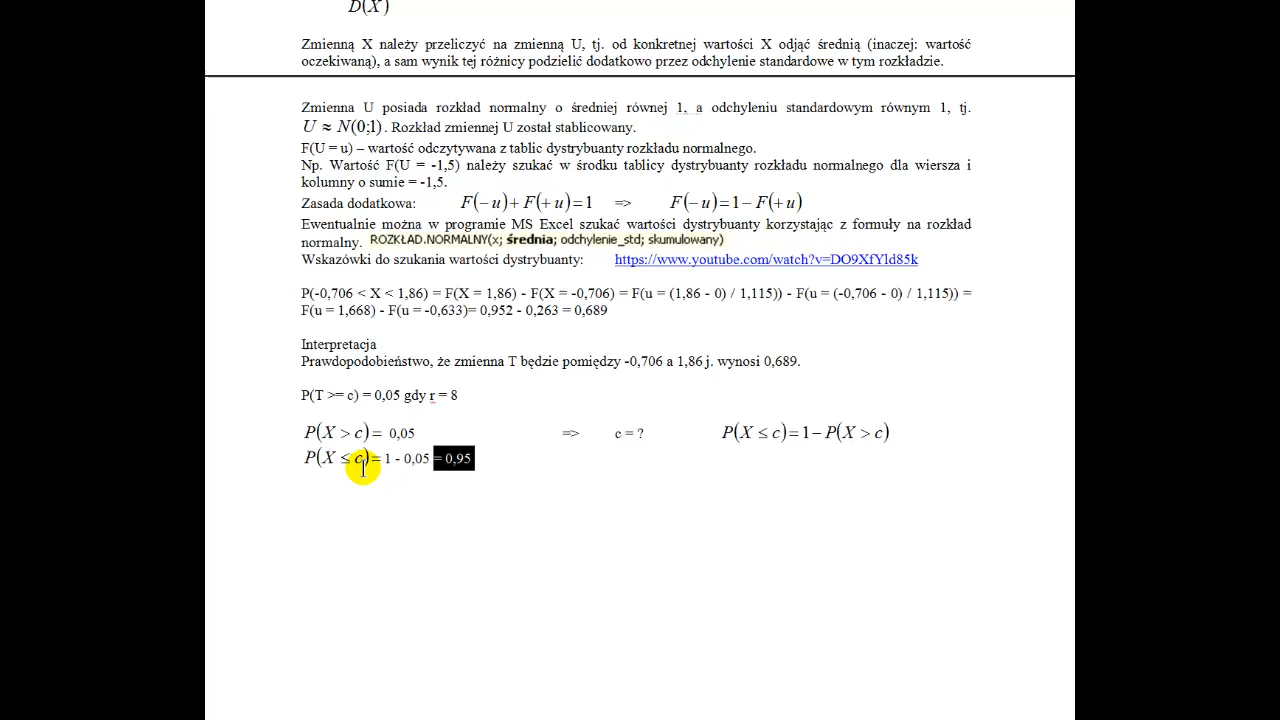 D(X)
Zmienną X należy przeliczyć na zmienną U, tj. od konkretnej wartości X odjąć średnią (inaczej: wartość
oczekiwaną), a sam wynik tej różnicy podzielić dodatkowo przez odchylenie standardowe w tym rozkładzie.
Zmienna U posiada rozkład normalny o średniej równej 1, a odchyleniu standardowym równym 1, tj.
U ≈ N(0;1). Rozkład zmiennej U został stablicowany.
F(U = u) – wartość odczytywana z tablic dystrybuanty rozkładu normalnego.
Np. Wartość F(U = -1,5) należy szukać w środku tablicy dystrybuanty rozkładu normalnego dla wiersza i
kolumny o sumie = -1,5.
Zasada dodatkowa: F(−u)+F(+u)=1 => F(−u)=1−F(+u)
Ewentualnie można w programie MS Excel szukać wartości dystrybuanty korzystając z formuły na rozkład
normalny. ROZKŁAD.NORMALNY(x; średnia; odchylenie_std; skumulowany)
Wskazówki do szukania wartości dystrybuanty: https://www.youtube.com/watch?v=DO9XfYld85k
P(-0,706 < X < 1,86) = F(X = 1,86) - F(X = -0,706) = F(u = (1,86 - 0) / 1,115)) - F(u = (-0,706 - 0) / 1,115)) =
F(u = 1,668) - F(u = -0,633)= 0,952 - 0,263 = 0,689
Interpretacja
Prawdopodobieństwo, że zmienna T będzie pomiędzy -0,706 a 1,86 j. wynosi 0,689.
P(T >= c) = 0,05 gdy r = 8
P(X > c) = 0,05 => c = ? P(X ≤ c)=1−P(X > c)
P(X ≤ c)= 1 - 0,05 = 0,95